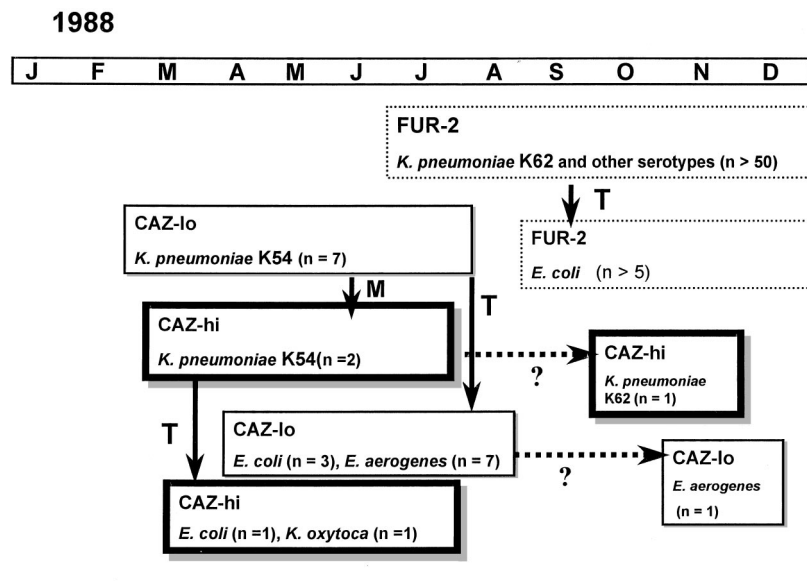 1988
J F M A M J J A S O N D
FUR-2
K. pneumoniae K62 and other serotypes (n > 50)
T
CAZ-lo
K. pneumoniae K54 (n = 7)
FUR-2
E. coli (n > 5)
M
T
CAZ-hi
K. pneumoniae K54(n =2)
?
CAZ-hi
K. pneumoniae
K62 (n = 1)
T
CAZ-lo
E. coli (n = 3), E. aerogenes (n = 7)
?
CAZ-lo
E. aerogenes
(n = 1)
CAZ-hi
E. coli (n =1), K. oxytoca (n =1)